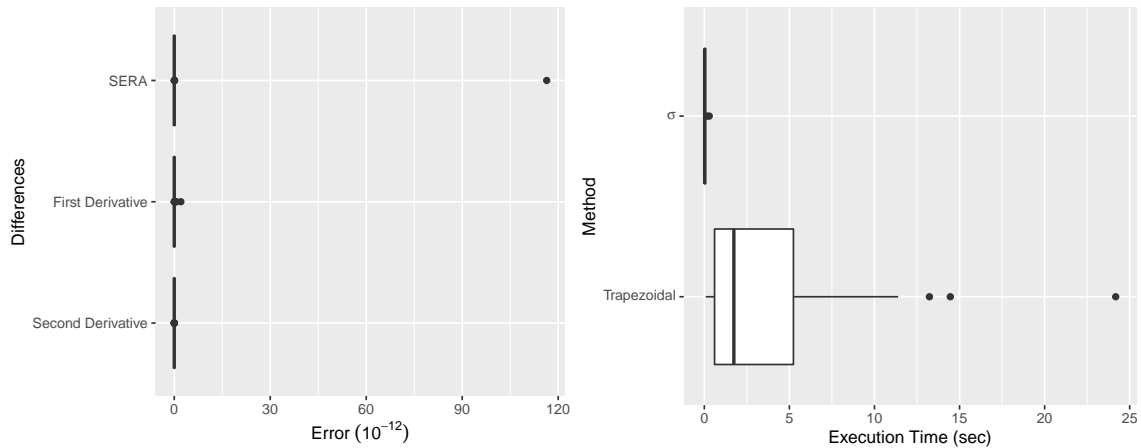 Differences
SERA
First Derivative
Second Derivative
0 30 60 90 120
Error (10⁻¹²)
Method
σ
Trapezoidal
0 5 10 15 20 25
Execution Time (sec)